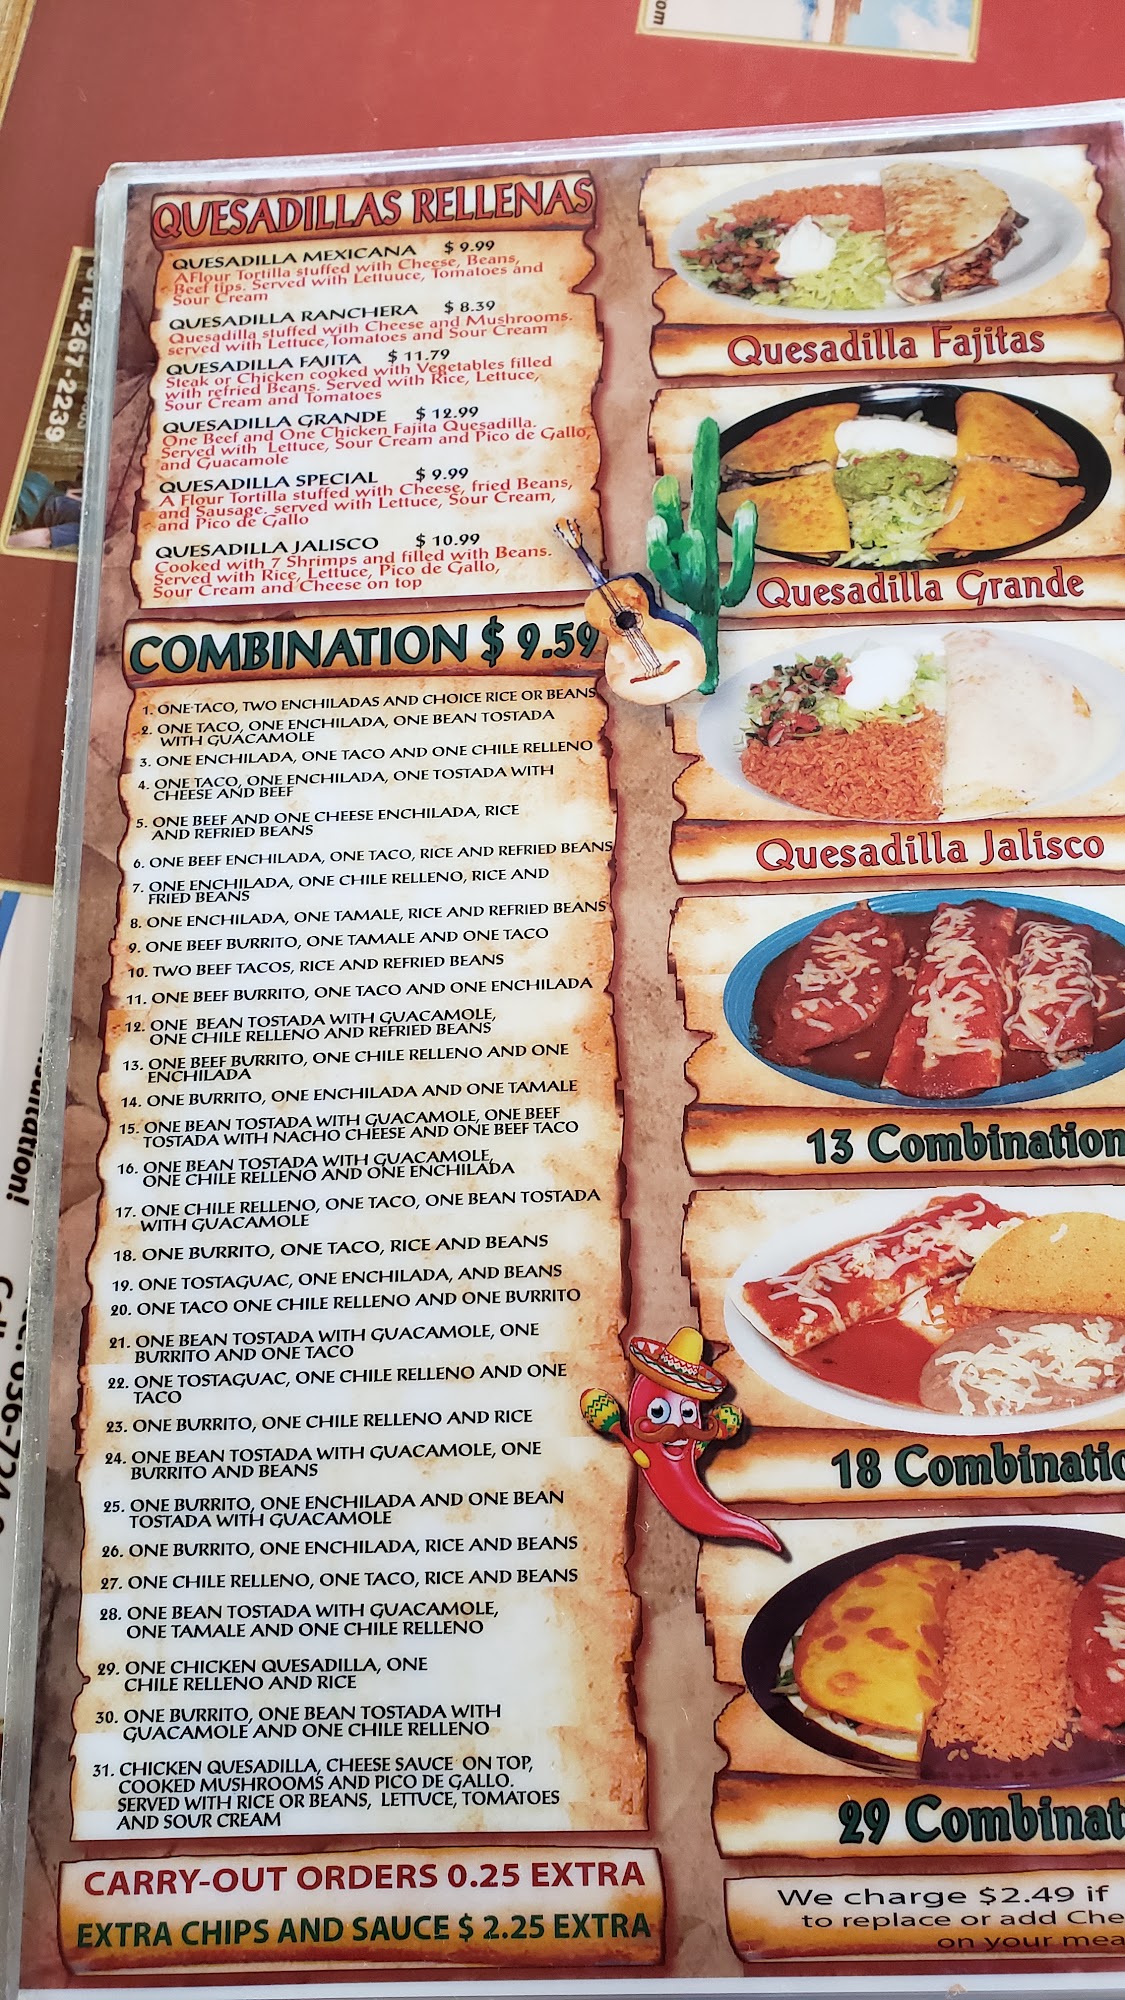 om
314-267-2239
QUESADILLAS RELLENAS
QUESADILLA MEXICANA $ 9.99
A Flour Tortilla stuffed with Cheese, Beans,
Beef tips. Served with Lettuuce, Tomatoes and
Sour Cream
QUESADILLA RANCHERA $ 8.39
Quesadilla stuffed with Cheese and Mushrooms.
served with Lettuce,Tomatoes and Sour Cream
QUESADILLA FAJITA $ 11.79
Steak or Chicken cooked with Vegetables filled
with refried Beans. Served with Rice, Lettuce,
Sour Cream and Tomatoes
QUESADILLA GRANDE $ 12.99
One Beef and One Chicken Fajita Quesadilla.
Served with Lettuce, Sour Cream and Pico de Gallo,
and Guacamole
QUESADILLA SPECIAL $ 9.99
A Flour Tortilla stuffed with Cheese, fried Beans,
and Sausage. served with Lettuce, Sour Cream,
and Pico de Gallo
QUESADILLA JALISCO $ 10.99
Cooked with 7 Shrimps and filled with Beans.
Served with Rice, Lettuce, Pico de Gallo,
Sour Cream and Cheese on top
COMBINATION $ 9.59
1. ONE TACO, TWO ENCHILADAS AND CHOICE RICE OR BEANS
2. ONE TACO, ONE ENCHILADA, ONE BEAN TOSTADA
WITH GUACAMOLE
3. ONE ENCHILADA, ONE TACO AND ONE CHILE RELLENO
4. ONE TACO, ONE ENCHILADA, ONE TOSTADA WITH
CHEESE AND BEEF
5. ONE BEEF AND ONE CHEESE ENCHILADA, RICE
AND REFRIED BEANS
6. ONE BEEF ENCHILADA, ONE TACO, RICE AND REFRIED BEANS
7. ONE ENCHILADA, ONE CHILE RELLENO, RICE AND
FRIED BEANS
8. ONE ENCHILADA, ONE TAMALE, RICE AND REFRIED BEANS
9. ONE BEEF BURRITO, ONE TAMALE AND ONE TACO
10. TWO BEEF TACOS, RICE AND REFRIED BEANS
11. ONE BEEF BURRITO, ONE TACO AND ONE ENCHILADA
12. ONE BEAN TOSTADA WITH GUACAMOLE,
ONE CHILE RELLENO AND REFRIED BEANS
13. ONE BEEF BURRITO, ONE CHILE RELLENO AND ONE
ENCHILADA
14. ONE BURRITO, ONE ENCHILADA AND ONE TAMALE
15. ONE BEAN TOSTADA WITH GUACAMOLE, ONE BEEF
TOSTADA WITH NACHO CHEESE AND ONE BEEF TACO
16. ONE BEAN TOSTADA WITH GUACAMOLE,
ONE CHILE RELLENO AND ONE ENCHILADA
17. ONE CHILE RELLENO, ONE TACO, ONE BEAN TOSTADA
WITH GUACAMOLE
18. ONE BURRITO, ONE TACO, RICE AND BEANS
19. ONE TOSTAGUAC, ONE ENCHILADA, AND BEANS
20. ONE TACO ONE CHILE RELLENO AND ONE BURRITO
21. ONE BEAN TOSTADA WITH GUACAMOLE, ONE
BURRITO AND ONE TACO
22. ONE TOSTAGUAC, ONE CHILE RELLENO AND ONE
TACO
23. ONE BURRITO, ONE CHILE RELLENO AND RICE
24. ONE BEAN TOSTADA WITH GUACAMOLE, ONE
BURRITO AND BEANS
25. ONE BURRITO, ONE ENCHILADA AND ONE BEAN
TOSTADA WITH GUACAMOLE
26. ONE BURRITO, ONE ENCHILADA, RICE AND BEANS
27. ONE CHILE RELLENO, ONE TACO, RICE AND BEANS
28. ONE BEAN TOSTADA WITH GUACAMOLE,
ONE TAMALE AND ONE CHILE RELLENO
29. ONE CHICKEN QUESADILLA, ONE
CHILE RELLENO AND RICE
30. ONE BURRITO, ONE BEAN TOSTADA WITH
GUACAMOLE AND ONE CHILE RELLENO
31. CHICKEN QUESADILLA, CHEESE SAUCE ON TOP,
COOKED MUSHROOMS AND PICO DE GALLO.
SERVED WITH RICE OR BEANS, LETTUCE, TOMATOES
AND SOUR CREAM
CARRY-OUT ORDERS 0.25 EXTRA
EXTRA CHIPS AND SAUCE $ 2.25 EXTRA
Quesadilla Fajitas
Quesadilla Grande
Quesadilla Jalisco
13 Combination
18 Combinatio
29 Combinat
We charge $2.49 if
to replace or add Che
on your mea